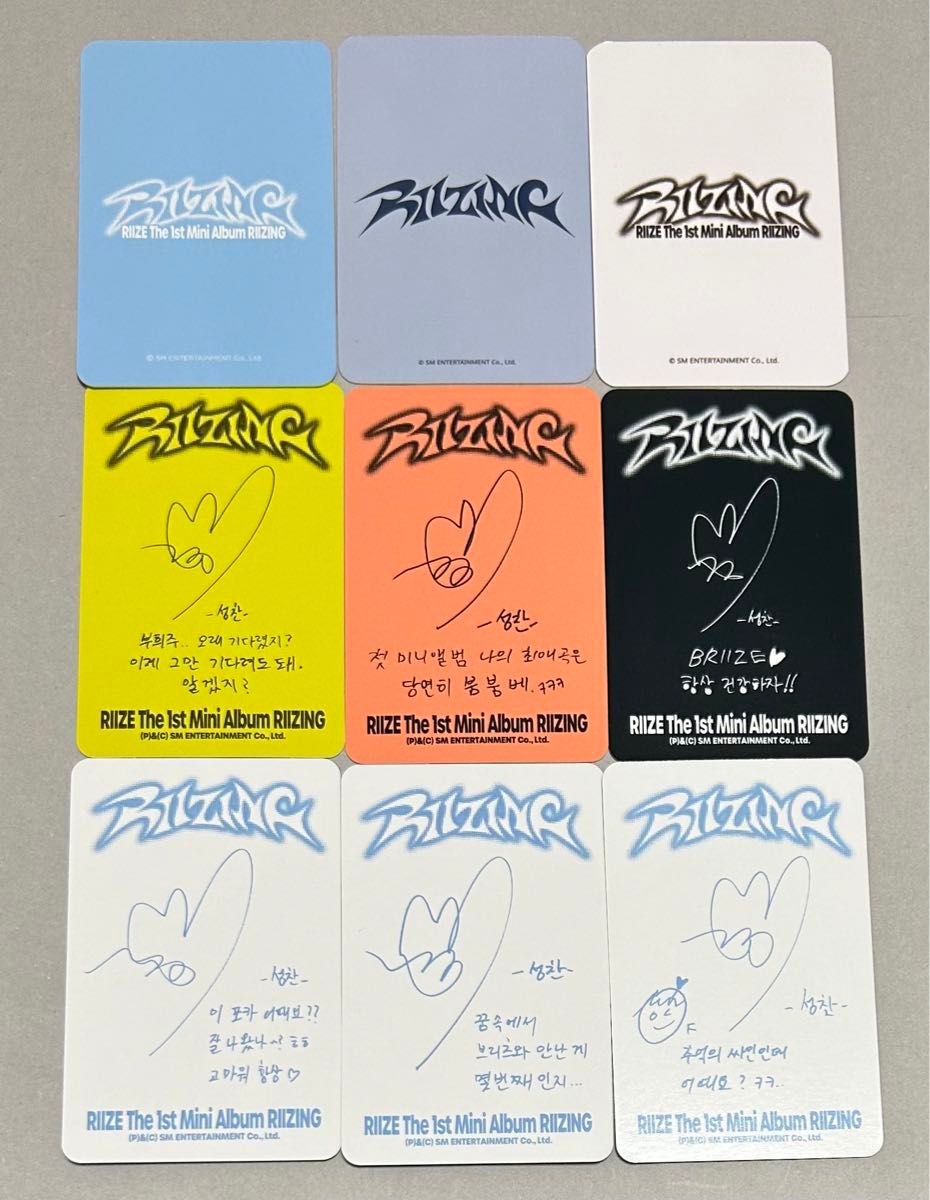 RIIZING
RIIZE The 1st Mini Album RIIZING
© SM ENTERTAINMENT Co., Ltd.
RIIZING
© SM ENTERTAINMENT Co., Ltd.
RIIZING
RIIZE The 1st Mini Album RIIZING
© SM ENTERTAINMENT Co., Ltd.
RIIZING
-성찬-
부희주.. 오래 기다렸지?
이제 그만 기다려도 돼.
알겠지?
RIIZE The 1st Mini Album RIIZING
(P)&(C) SM ENTERTAINMENT Co., Ltd.
RIIZING
-성찬-
첫 미니앨범 나의 최애곡은
당연히 붐붐베.ㅋㅋㅋ
RIIZE The 1st Mini Album RIIZING
(P)&(C) SM ENTERTAINMENT Co., Ltd.
RIIZING
-성찬-
BRIIZE♥
항상 건강하자!!
RIIZE The 1st Mini Album RIIZING
(P)&(C) SM ENTERTAINMENT Co., Ltd.
RIIZING
-성찬-
이 포카 어때보??
잘 나왔나~? ㅎㅎ
고마워 항상♡
RIIZE The 1st Mini Album RIIZING
(P)&(C) SM ENTERTAINMENT Co., Ltd.
RIIZING
-성찬-
꿈속에서
브리즈와 만난 게
몇번째인지...
RIIZE The 1st Mini Album RIIZING
(P)&(C) SM ENTERTAINMENT Co., Ltd.
RIIZING
-성찬-
추억의 싸인인데
어때요? ㅋㅋ..
RIIZE The 1st Mini Album RIIZING
(P)&(C) SM ENTERTAINMENT Co., Ltd.